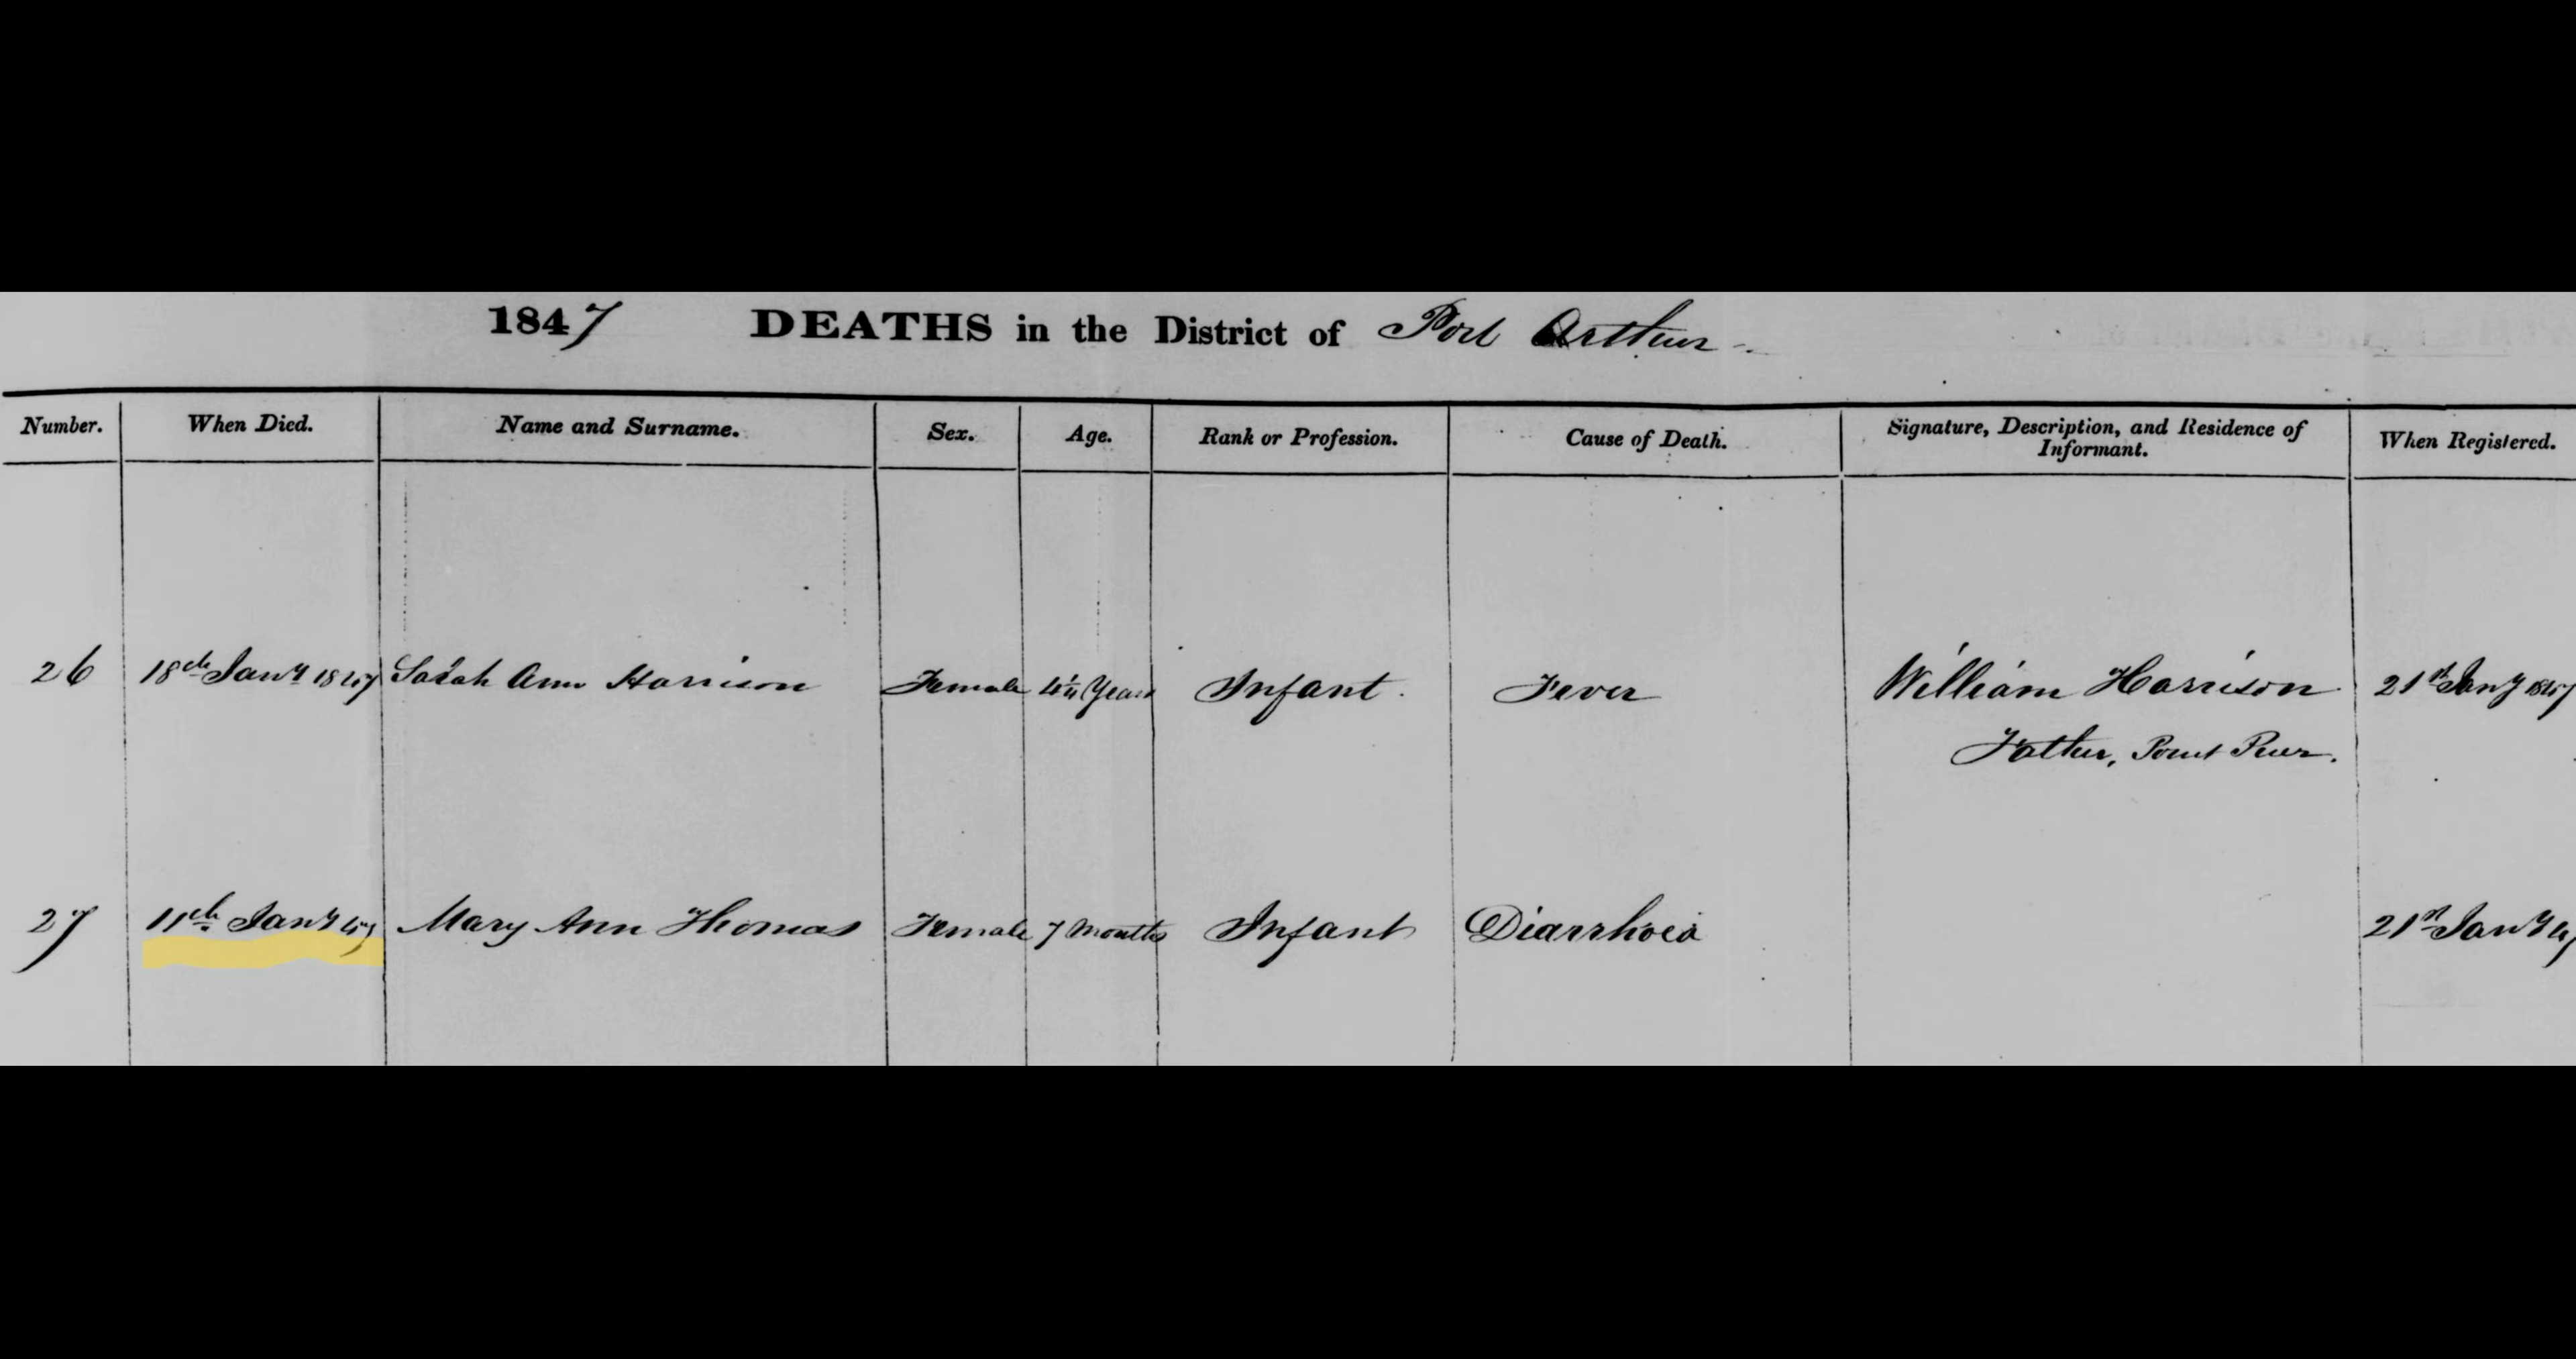 1847 DEATHS in the District of Port Arthur
Number. When Died. Name and Surname. Sex. Age. Rank or Profession. Cause of Death. Signature, Description, and Residence of Informant. When Registered.
26 18th Jany 1847 Sarah Ann Harrison Female 4 1/4 Years Infant. Fever William Harrison 21st Jany 1847
Father, Point Puer.
27 11th Jany 47 Mary Ann Thomas Female 7 Months Infant Diarrhoea 21st Jany 47